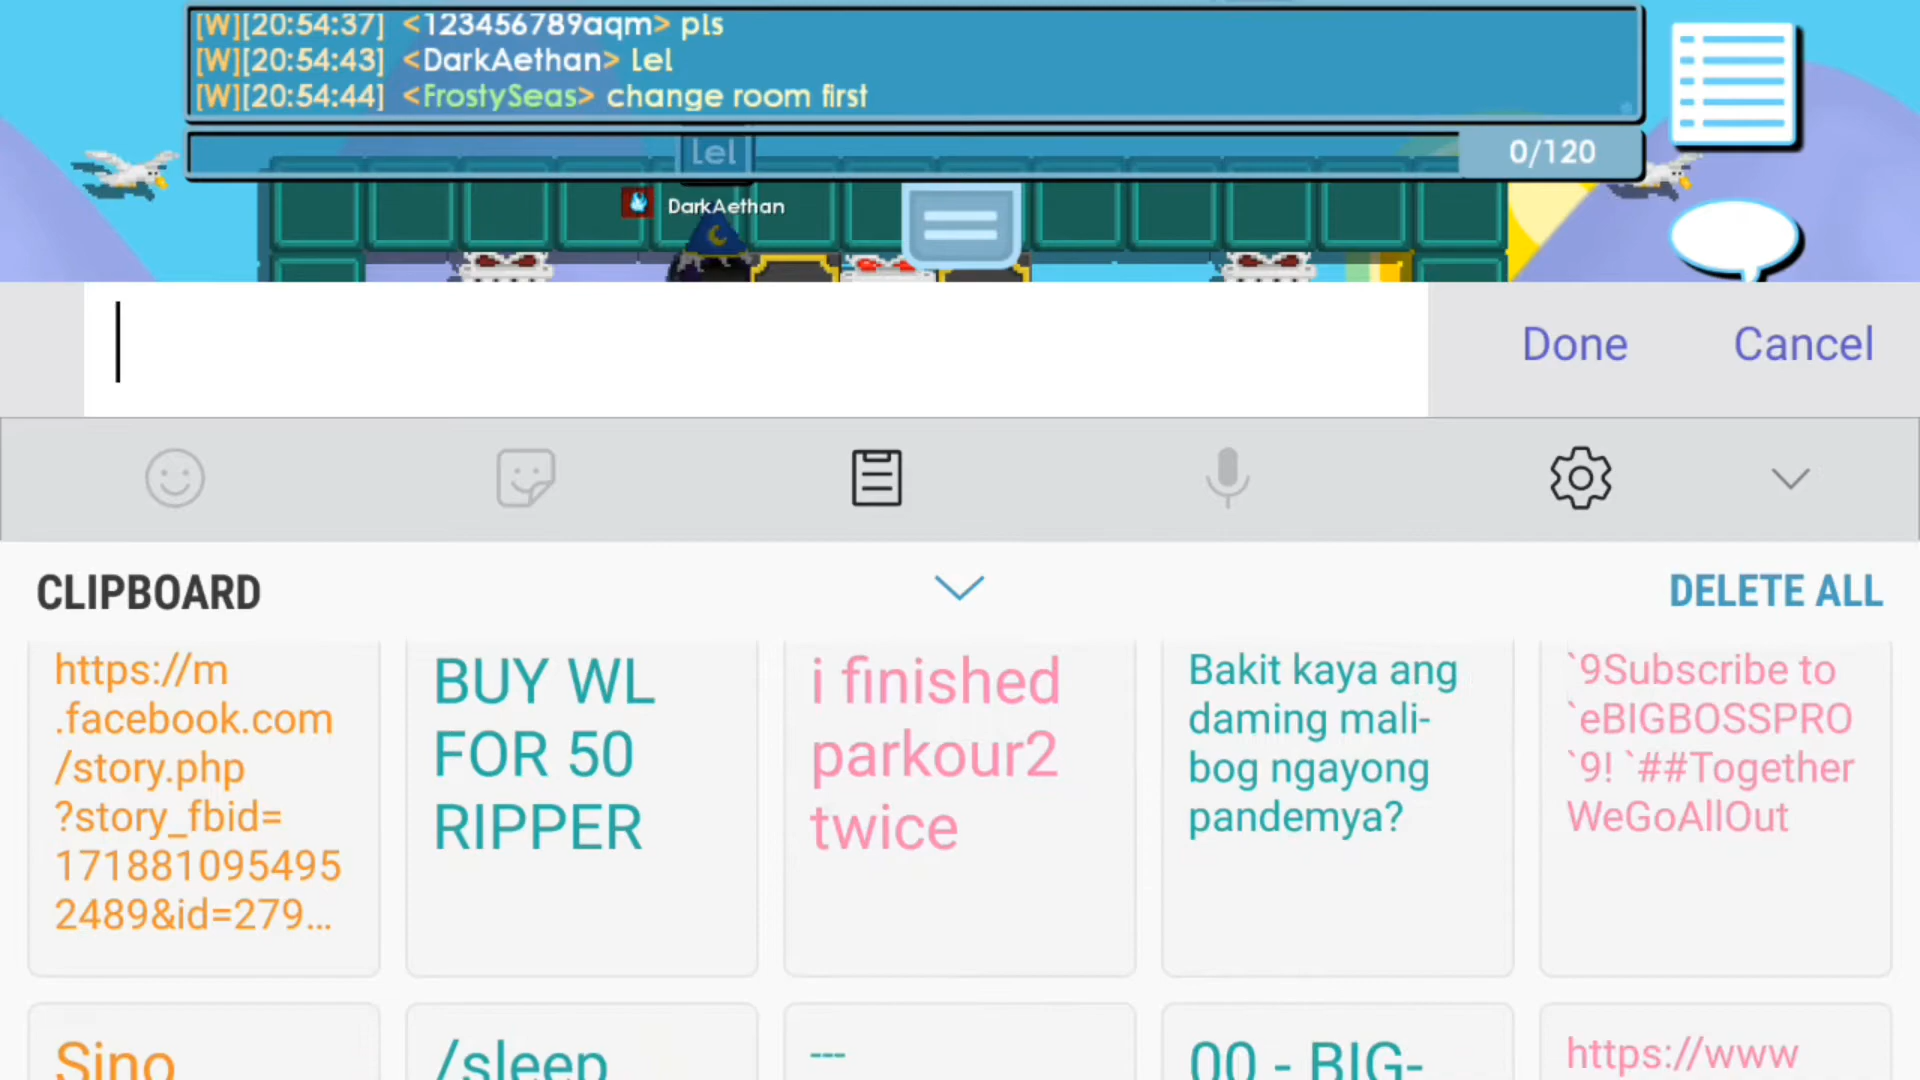 [W][20:54:37] <123456789aqm> pls
[W][20:54:43] <DarkAethan> Lel
[W][20:54:44] <FrostySeas> change room first
Lel
0/120
DarkAethan
Done
Cancel
CLIPBOARD
DELETE ALL
https://m
.facebook.com
/story.php
?story_fbid=
171881095495
2489&id=279...
BUY WL
FOR 50
RIPPER
i finished
parkour2
twice
Bakit kaya ang
daming mali-
bog ngayong
pandemya?
`9Subscribe to
`eBIGBOSSPRO
`9! `##Together
WeGoAllOut
Sino
/sleep
---
00 - BIG-
https://www